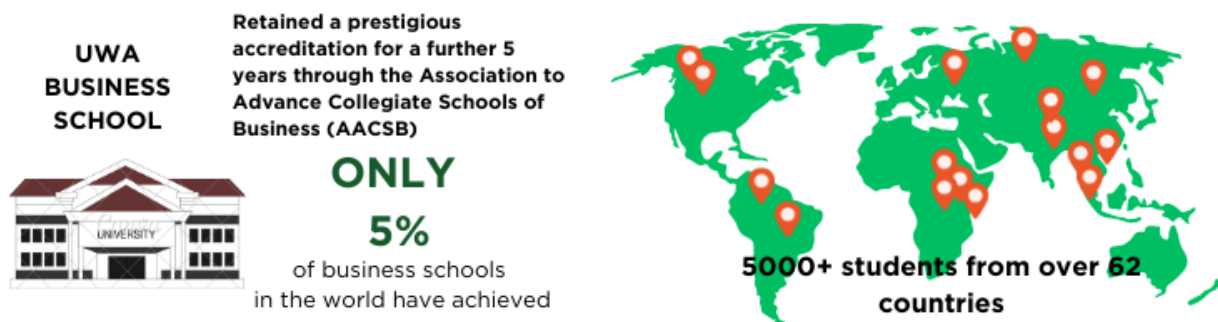 UWA
BUSINESS
SCHOOL
Retained a prestigious
accreditation for a further 5
years through the Association to
Advance Collegiate Schools of
Business (AACSB)
ONLY
5%
of business schools
in the world have achieved
UNIVERSITY
5000+ students from over 62
countries